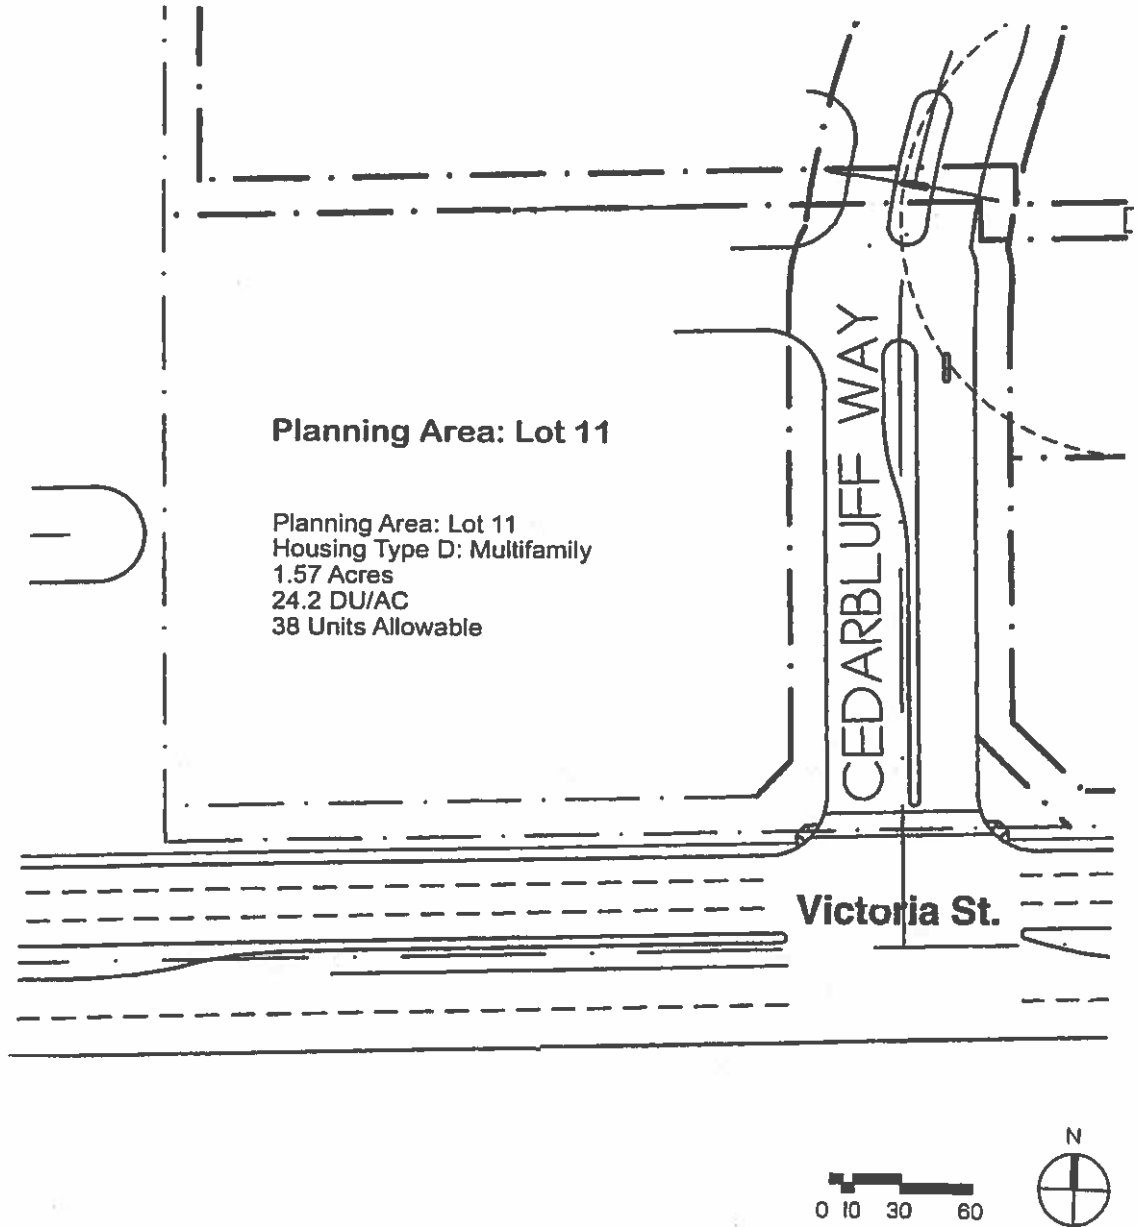 Planning Area: Lot 11
Planning Area: Lot 11
Housing Type D: Multifamily
1.57 Acres
24.2 DU/AC
38 Units Allowable
CEDARBLUFF WAY
Victoria St.
N
0 10 30 60